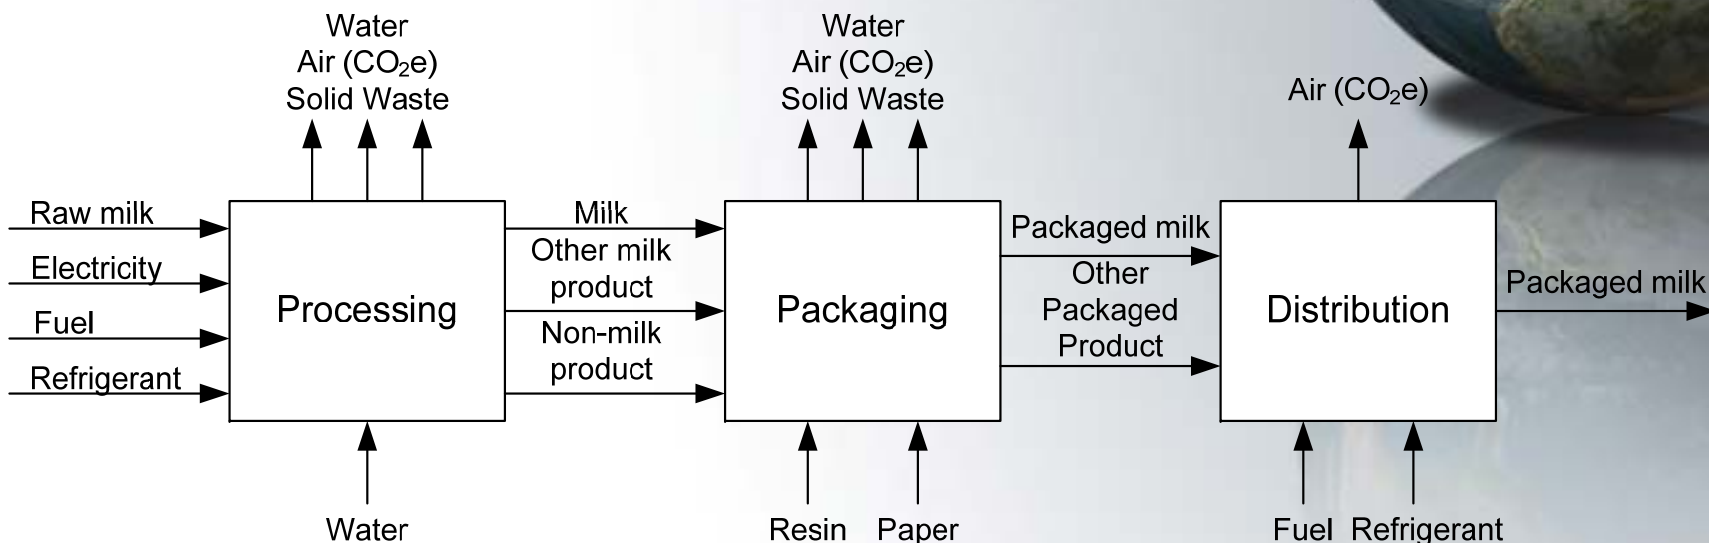 Water
Air (CO₂e)
Solid Waste
Water
Air (CO₂e)
Solid Waste
Air (CO₂e)
Raw milk
Electricity
Fuel
Refrigerant
Processing
Milk
Other milk
product
Non-milk
product
Packaging
Packaged milk
Other
Packaged
Product
Distribution
Packaged milk
Water
Resin
Paper
Fuel
Refrigerant